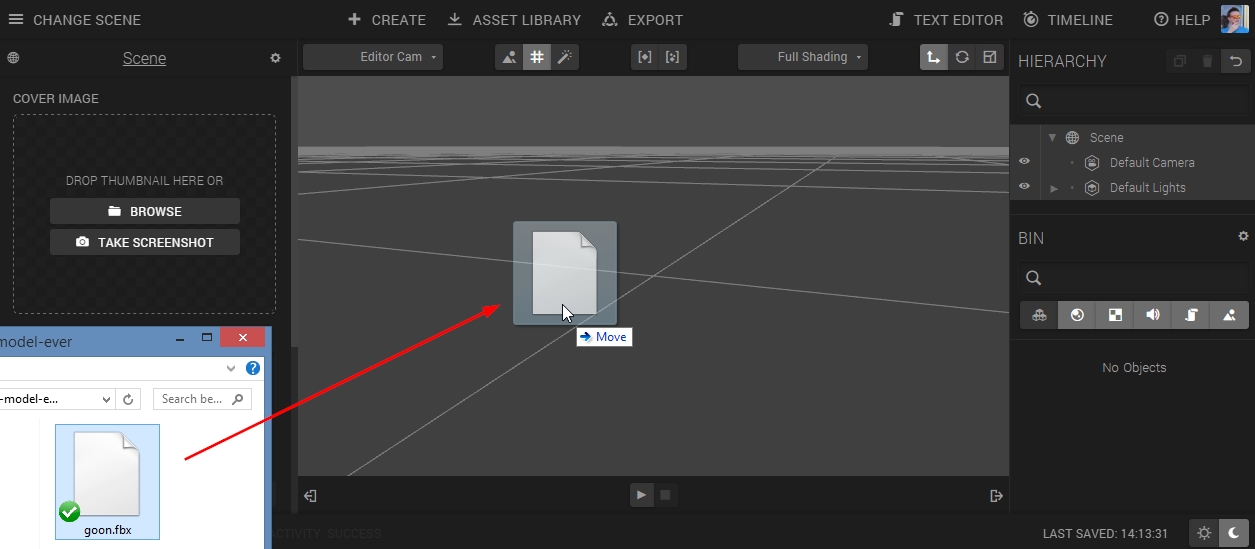 CHANGE SCENE
CREATE
ASSET LIBRARY
EXPORT
TEXT EDITOR
TIMELINE
HELP
Scene
Editor Cam
Full Shading
HIERARCHY
COVER IMAGE
DROP THUMBNAIL HERE OR
BROWSE
TAKE SCREENSHOT
Scene
Default Camera
Default Lights
BIN
No Objects
Move
model-ever
-model-e...
Search be...
goon.fbx
ACTIVITY SUCCESS
LAST SAVED: 14:13:31